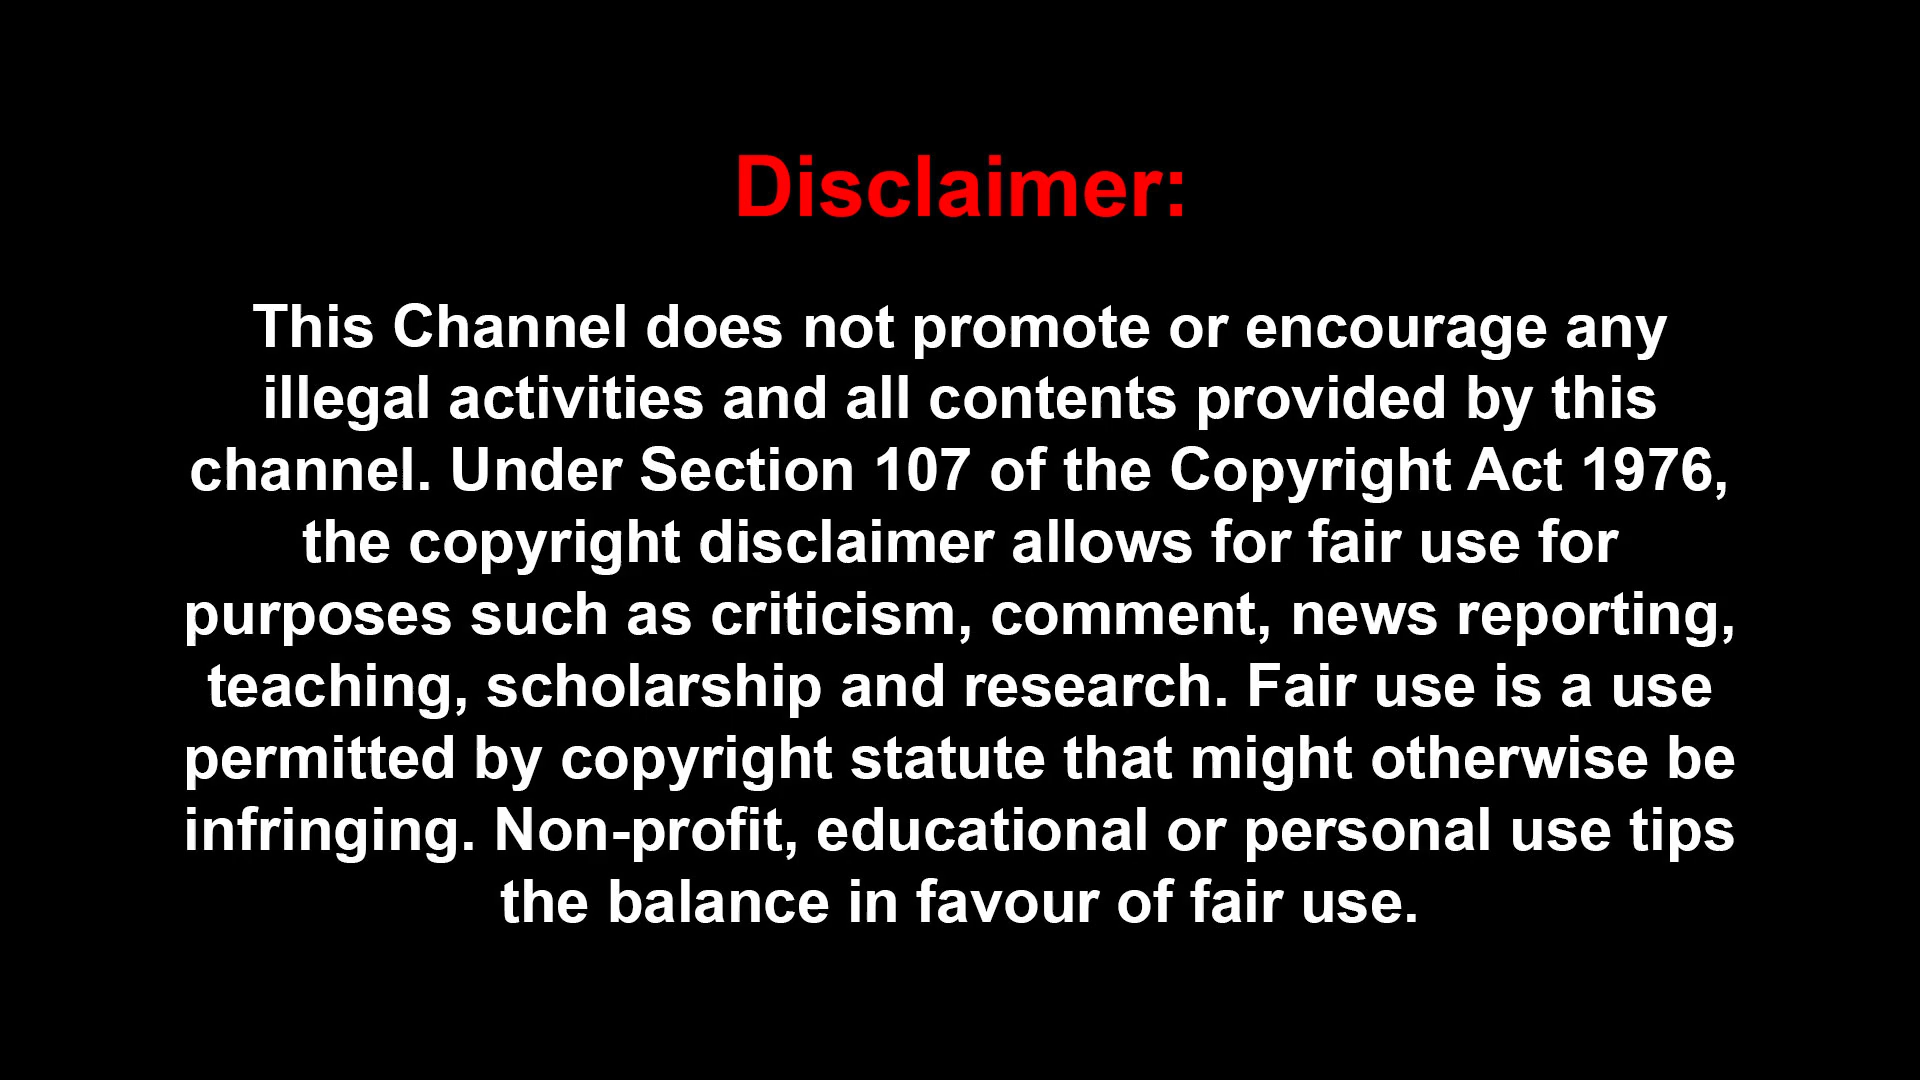 Disclaimer:
This Channel does not promote or encourage any
illegal activities and all contents provided by this
channel. Under Section 107 of the Copyright Act 1976,
the copyright disclaimer allows for fair use for
purposes such as criticism, comment, news reporting,
teaching, scholarship and research. Fair use is a use
permitted by copyright statute that might otherwise be
infringing. Non-profit, educational or personal use tips
the balance in favour of fair use.